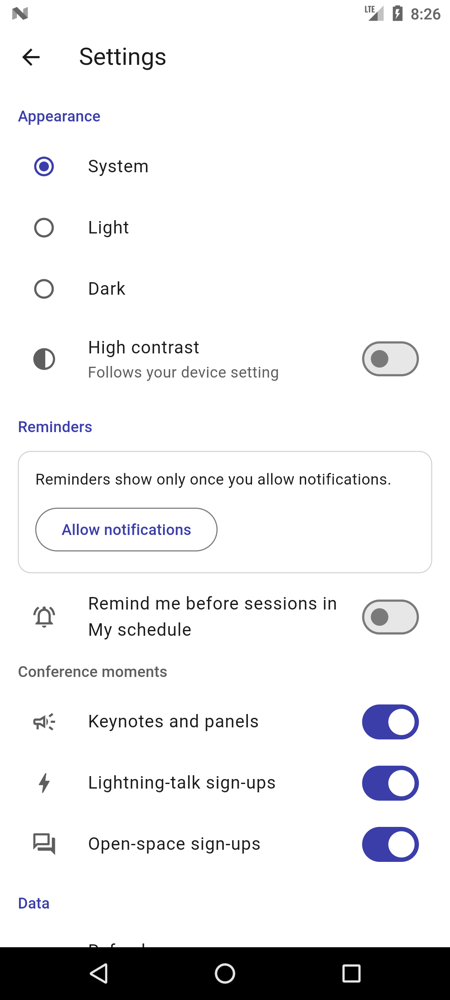 LTE 8:26
Settings
Appearance
System
Light
Dark
High contrast
Follows your device setting
Reminders
Reminders show only once you allow notifications.
Allow notifications
Remind me before sessions in
My schedule
Conference moments
Keynotes and panels
Lightning-talk sign-ups
Open-space sign-ups
Data